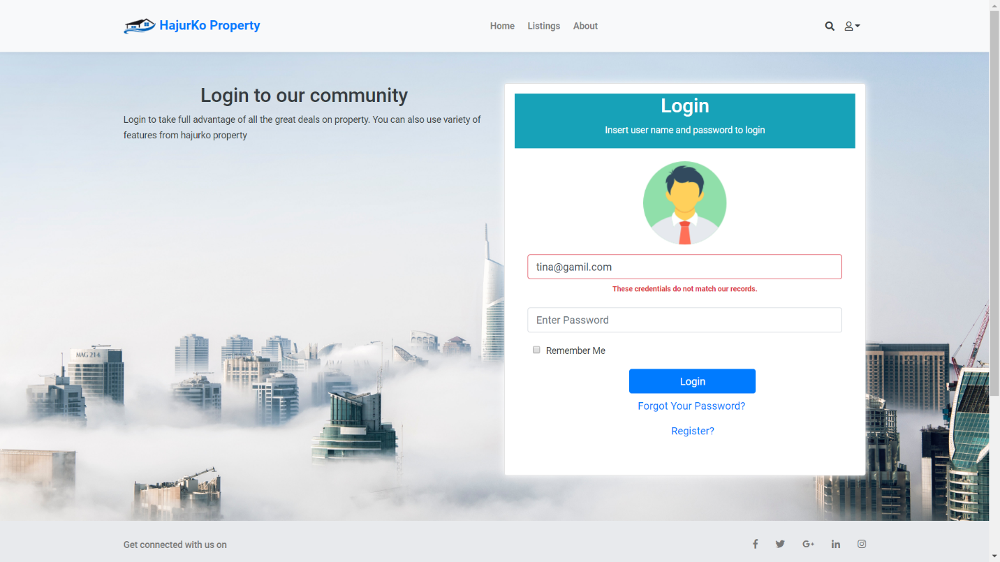 HajurKo Property
Home Listings About
Login to our community
Login to take full advantage of all the great deals on property. You can also use variety of
features from hajurko property
Login
Insert user name and password to login
tina@gamil.com
These credentials do not match our records.
Enter Password
Remember Me
Login
Forgot Your Password?
Register?
MAG 214
Get connected with us on